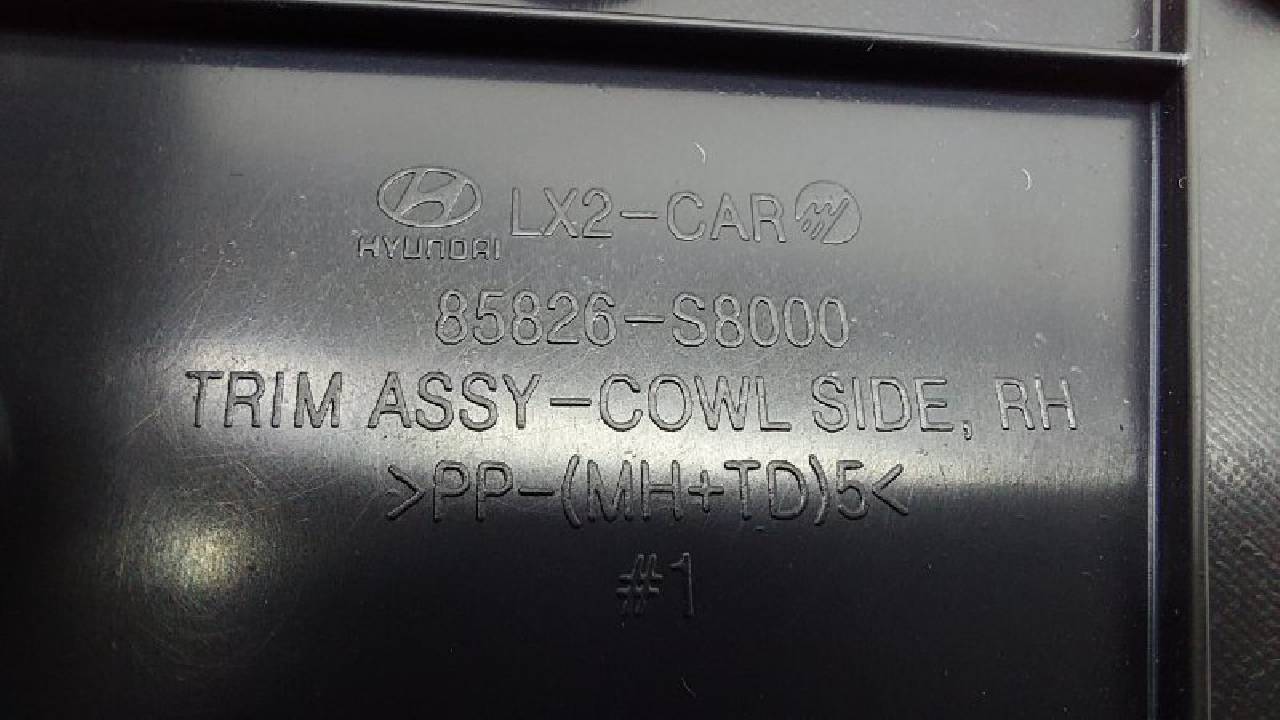 HYUNDAI LX2-CAR
85826-S8000
TRIM ASSY-COWL SIDE, RH
>PP-(MH+TD)5<
#1